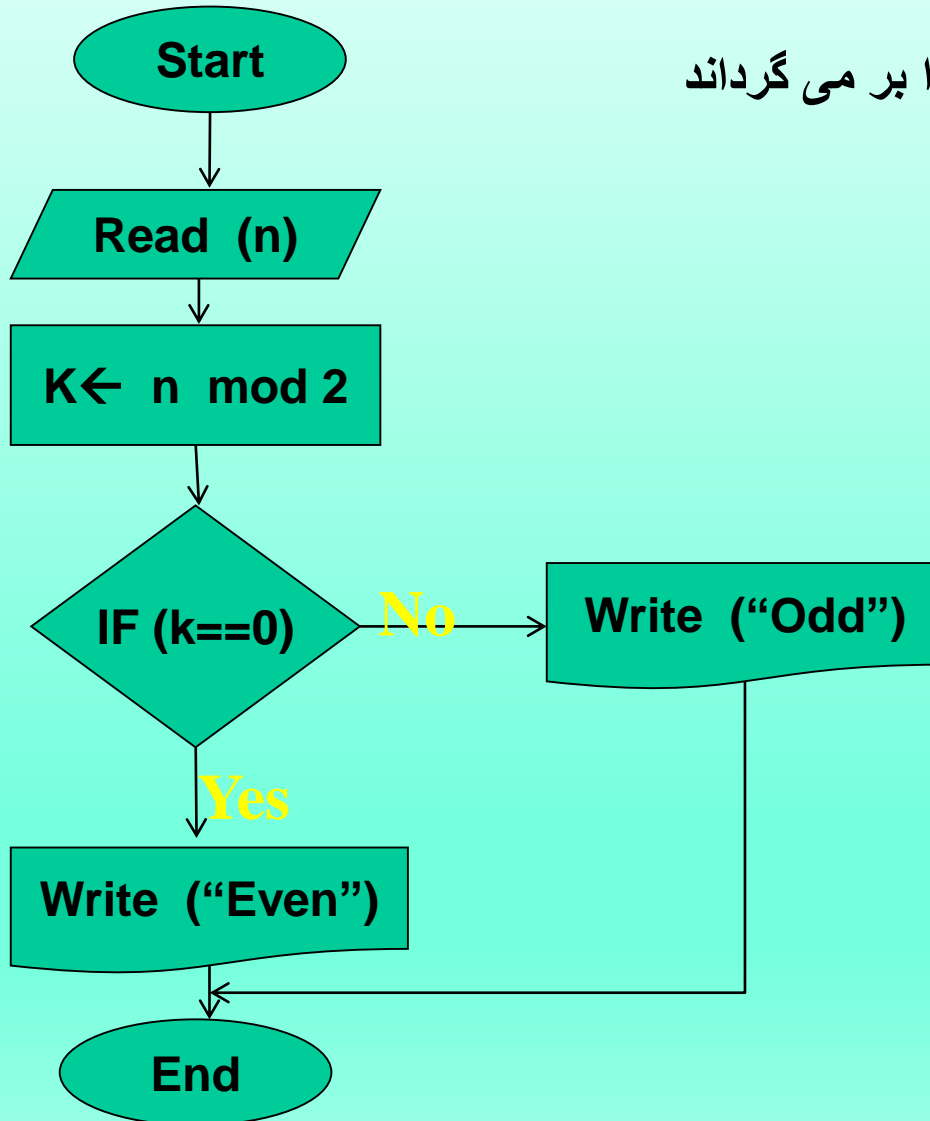 Start
ا بر می گرداند
Read (n)
K← n mod 2
IF (k==0)
No
Write (“Odd”)
Yes
Write (“Even”)
End